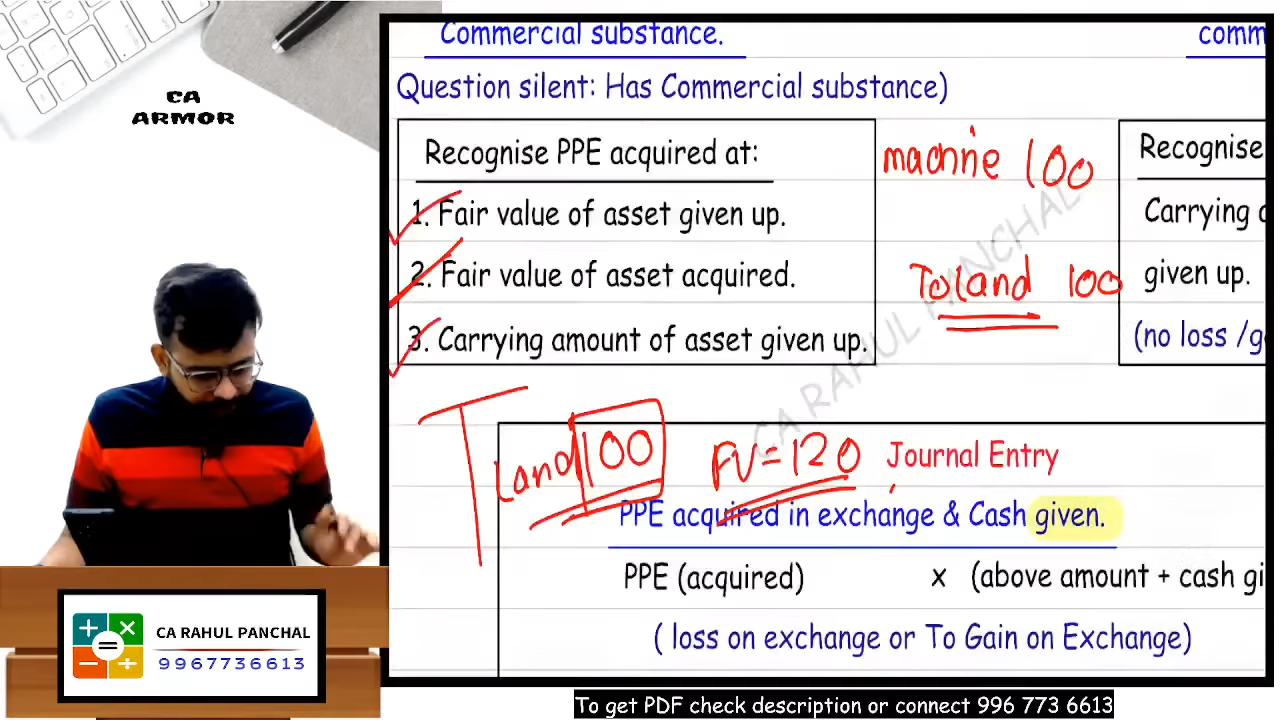 CA
ARMOR
Commercial substance.
comm
Question silent: Has Commercial substance)
Recognise PPE acquired at:
1. Fair value of asset given up.
2. Fair value of asset acquired.
3. Carrying amount of asset given up.
machine 100
To land 100
Recognise
Carrying
given up.
(no loss /g
Land 100
FV = 120
Journal Entry
PPE acquired in exchange & Cash given.
PPE (acquired) x (above amount + cash gi
( loss on exchange or To Gain on Exchange)
CA RAHUL PANCHAL
CA RAHUL PANCHAL
9967736613
To get PDF check description or connect 996 773 6613